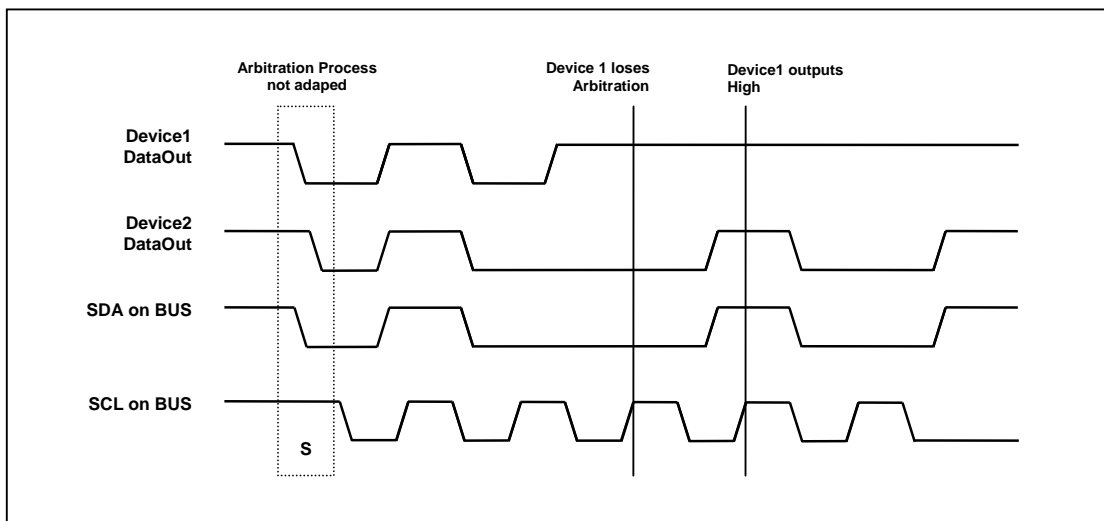 Arbitration Process
not adaped
Device 1 loses
Arbitration
Device1 outputs
High
Device1
DataOut
Device2
DataOut
SDA on BUS
SCL on BUS
S